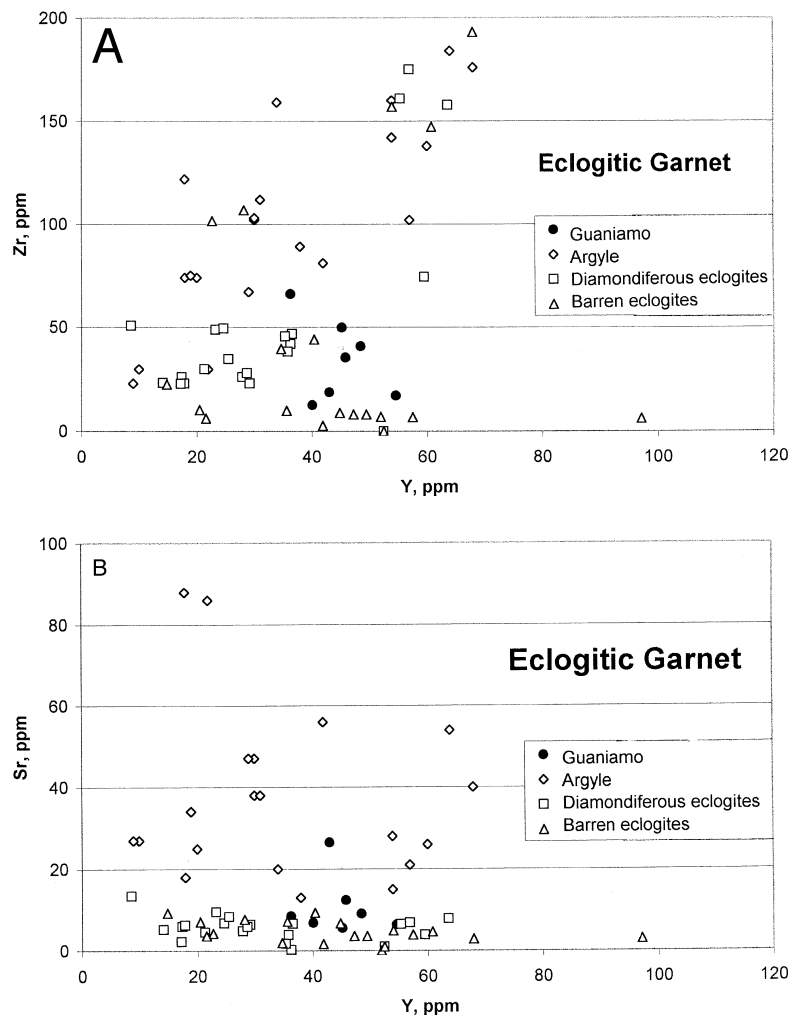 A
200
150
100
50
0
Zr, ppm
Eclogitic Garnet
Guaniamo
Argyle
Diamondiferous eclogites
Barren eclogites
0 20 40 60 80 100 120
Y, ppm
B
100
80
60
40
20
0
Sr, ppm
Eclogitic Garnet
Guaniamo
Argyle
Diamondiferous eclogites
Barren eclogites
0 20 40 60 80 100 120
Y, ppm